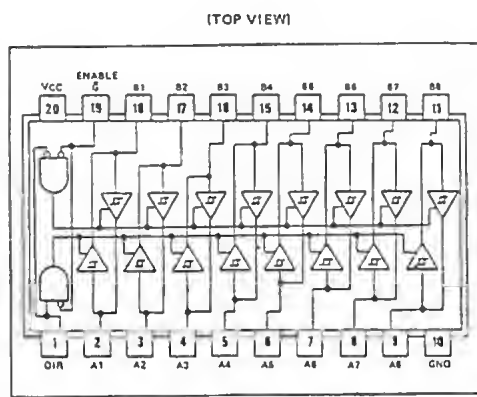 (TOP VIEW)
VCC ENABLE G̅ B1 B2 B3 B4 B5 B6 B7 B8
20 19 18 17 16 15 14 13 12 11
1 2 3 4 5 6 7 8 9 10
DIR A1 A2 A3 A4 A5 A6 A7 A8 GND